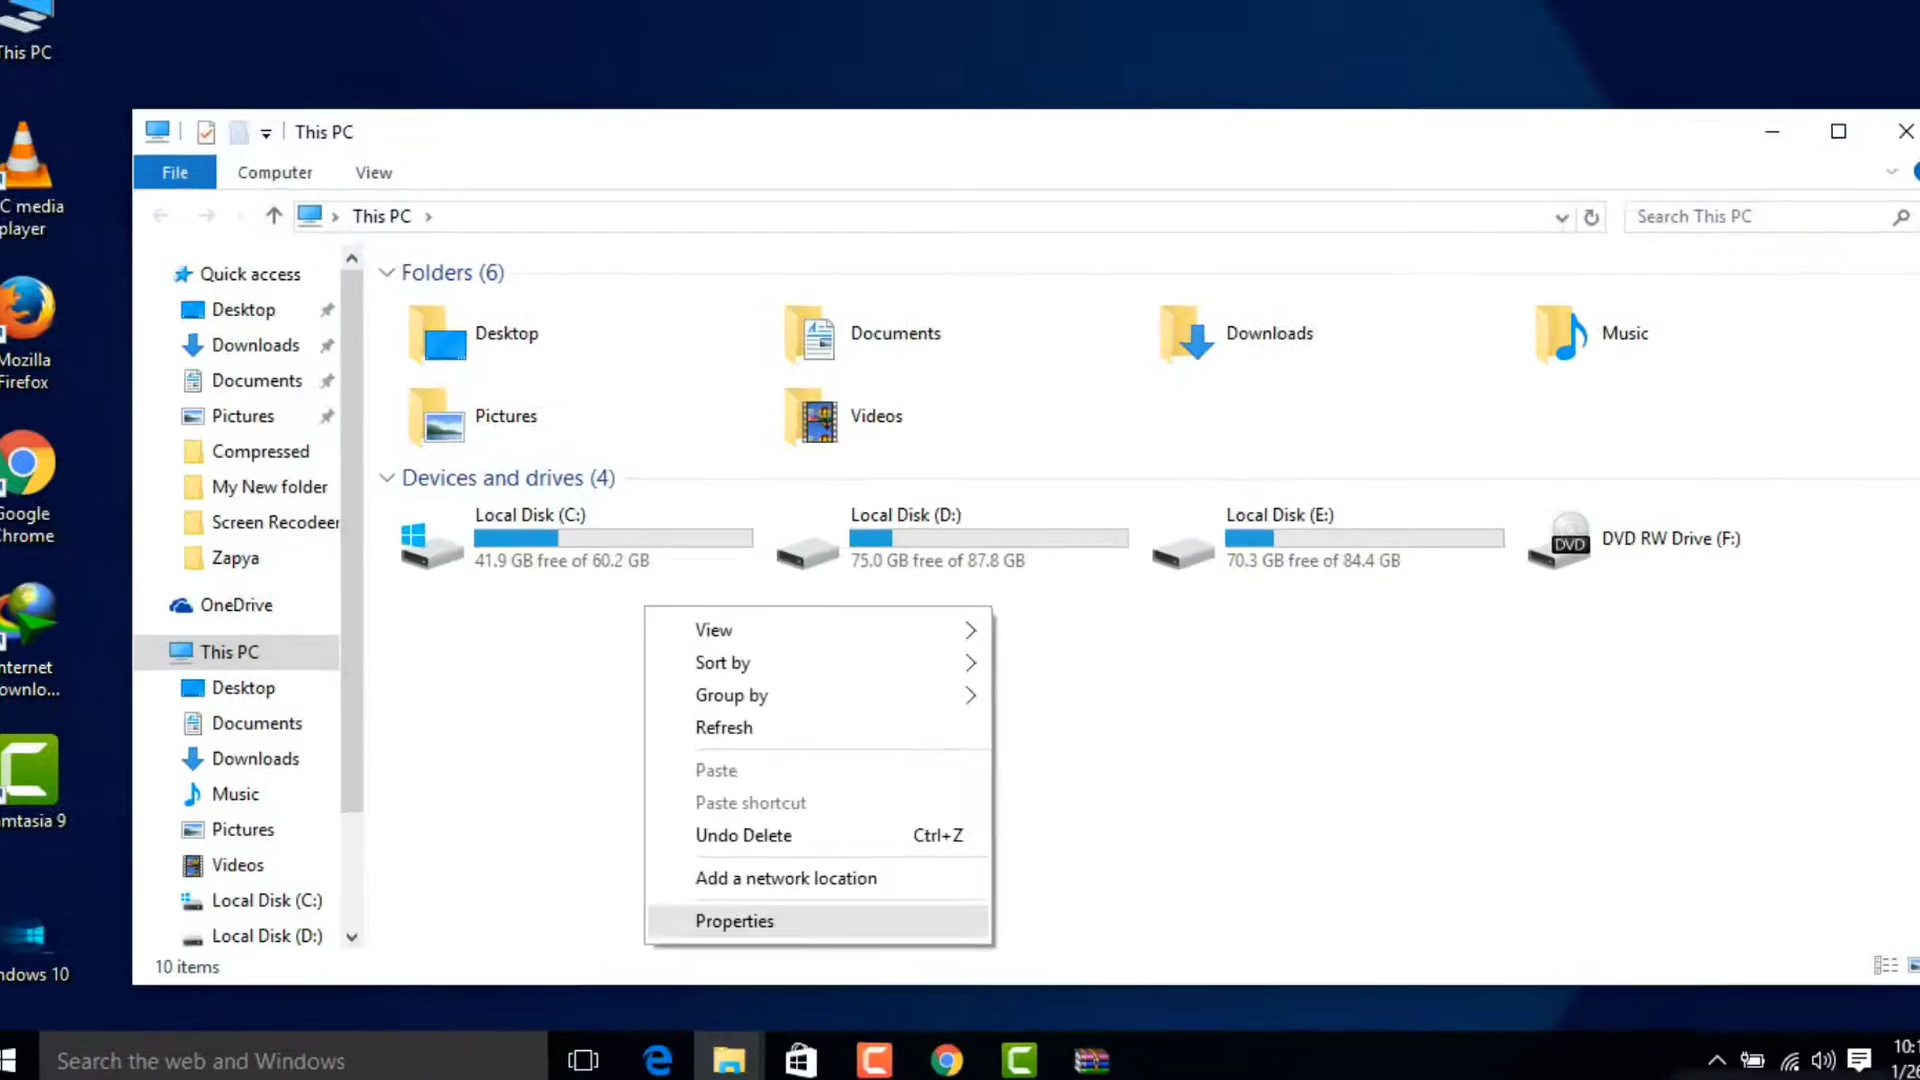 This PC
C media
player
Mozilla
Firefox
Google
Chrome
nternet
ownlo...
mtasia 9
ndows 10
This PC
File
Computer
View
This PC
Search This PC
Quick access
Desktop
Downloads
Documents
Pictures
Compressed
My New folder
Screen Recodeer
Zapya
OneDrive
This PC
Desktop
Documents
Downloads
Music
Pictures
Videos
Local Disk (C:)
Local Disk (D:)
Folders (6)
Desktop
Documents
Downloads
Music
Pictures
Videos
Devices and drives (4)
Local Disk (C:)
41.9 GB free of 60.2 GB
Local Disk (D:)
75.0 GB free of 87.8 GB
Local Disk (E:)
70.3 GB free of 84.4 GB
DVD
DVD RW Drive (F:)
View
Sort by
Group by
Refresh
Paste
Paste shortcut
Undo Delete Ctrl+Z
Add a network location
Properties
10 items
Search the web and Windows
10:1
1/26